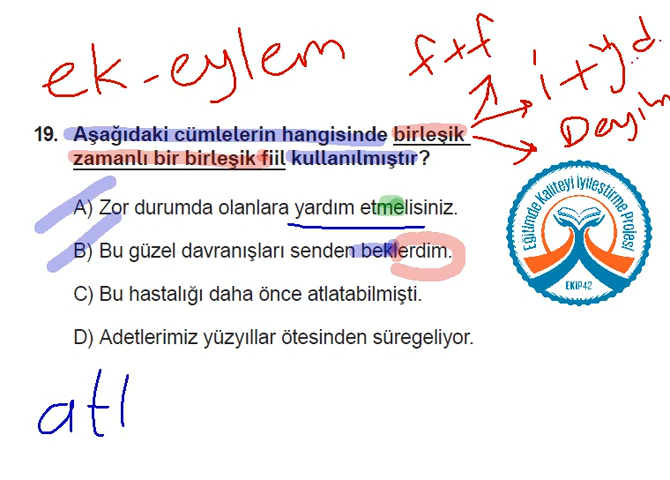 ek-eylem
f+f
i+yd.
Deyim
19. Aşağıdaki cümlelerin hangisinde birleşik
zamanlı bir birleşik fiil kullanılmıştır?
A) Zor durumda olanlara yardım etmelisiniz.
B) Bu güzel davranışları senden beklerdim.
C) Bu hastalığı daha önce atlatabilmişti.
D) Adetlerimiz yüzyıllar ötesinden süregeliyor.
Eğitimde Kaliteyi İyileştirme Projesi
EKIP42
atl